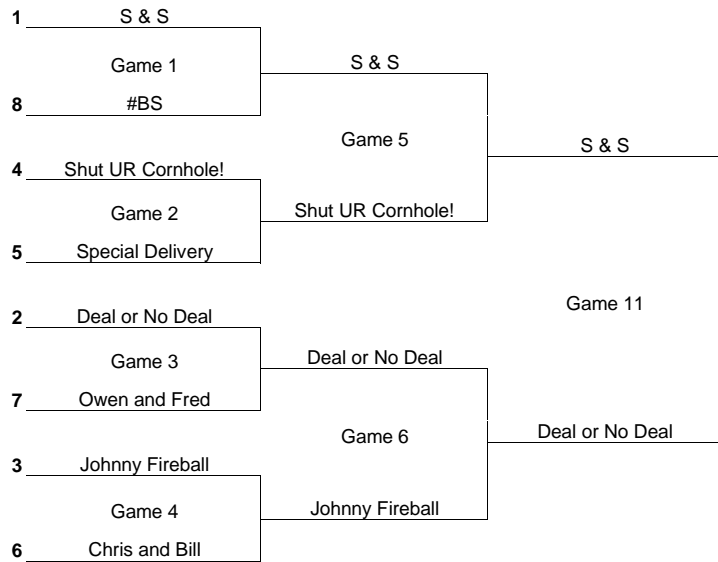 1 S & S
Game 1
8 #BS
4 Shut UR Cornhole!
Game 2
5 Special Delivery
2 Deal or No Deal
Game 3
7 Owen and Fred
3 Johnny Fireball
Game 4
6 Chris and Bill
S & S
Game 5
Shut UR Cornhole!
Deal or No Deal
Game 6
Johnny Fireball
S & S
Game 11
Deal or No Deal